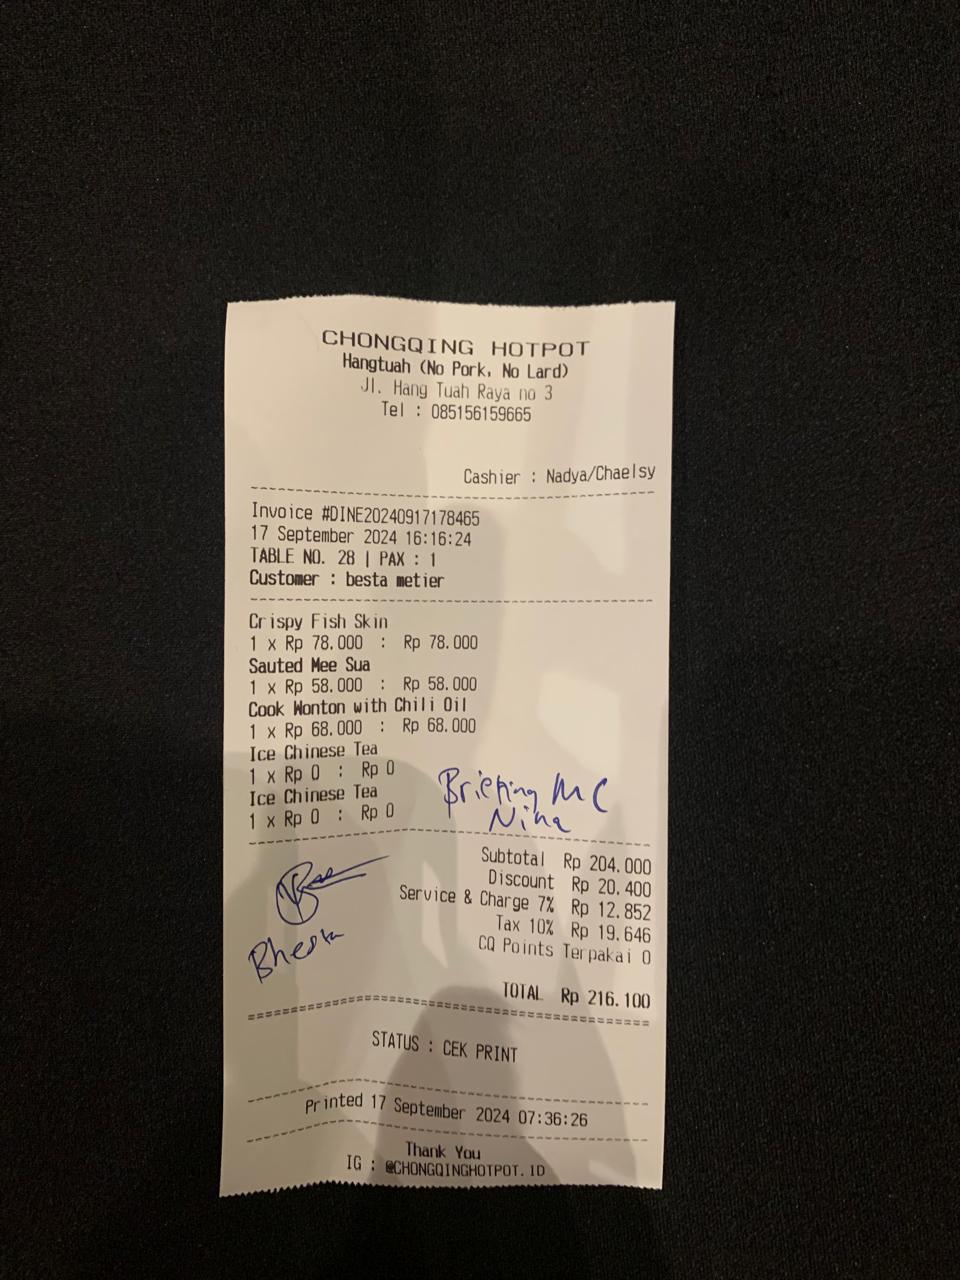 CHONGQING HOTPOT
Hangtuah (No Pork, No Lard)
Jl. Hang Tuah Raya no 3
Tel : 085156159665
Cashier : Nadya/Chaelsy
Invoice #DINE20240917178465
17 September 2024 16:16:24
TABLE NO. 28 | PAX : 1
Customer : besta metier
Crispy Fish Skin
1 x Rp 78.000 : Rp 78.000
Sauted Mee Sua
1 x Rp 58.000 : Rp 58.000
Cook Wonton with Chili Oil
1 x Rp 68.000 : Rp 68.000
Ice Chinese Tea
1 x Rp 0 : Rp 0
Ice Chinese Tea
1 x Rp 0 : Rp 0
Briefing MC
Nina
Subtotal Rp 204.000
Discount Rp 20.400
Service & Charge 7% Rp 12.852
Tax 10% Rp 19.646
CQ Points Terpakai 0
TOTAL Rp 216.100
STATUS : CEK PRINT
Printed 17 September 2024 07:36:26
Thank You
IG : @CHONGQINGHOTPOT.ID